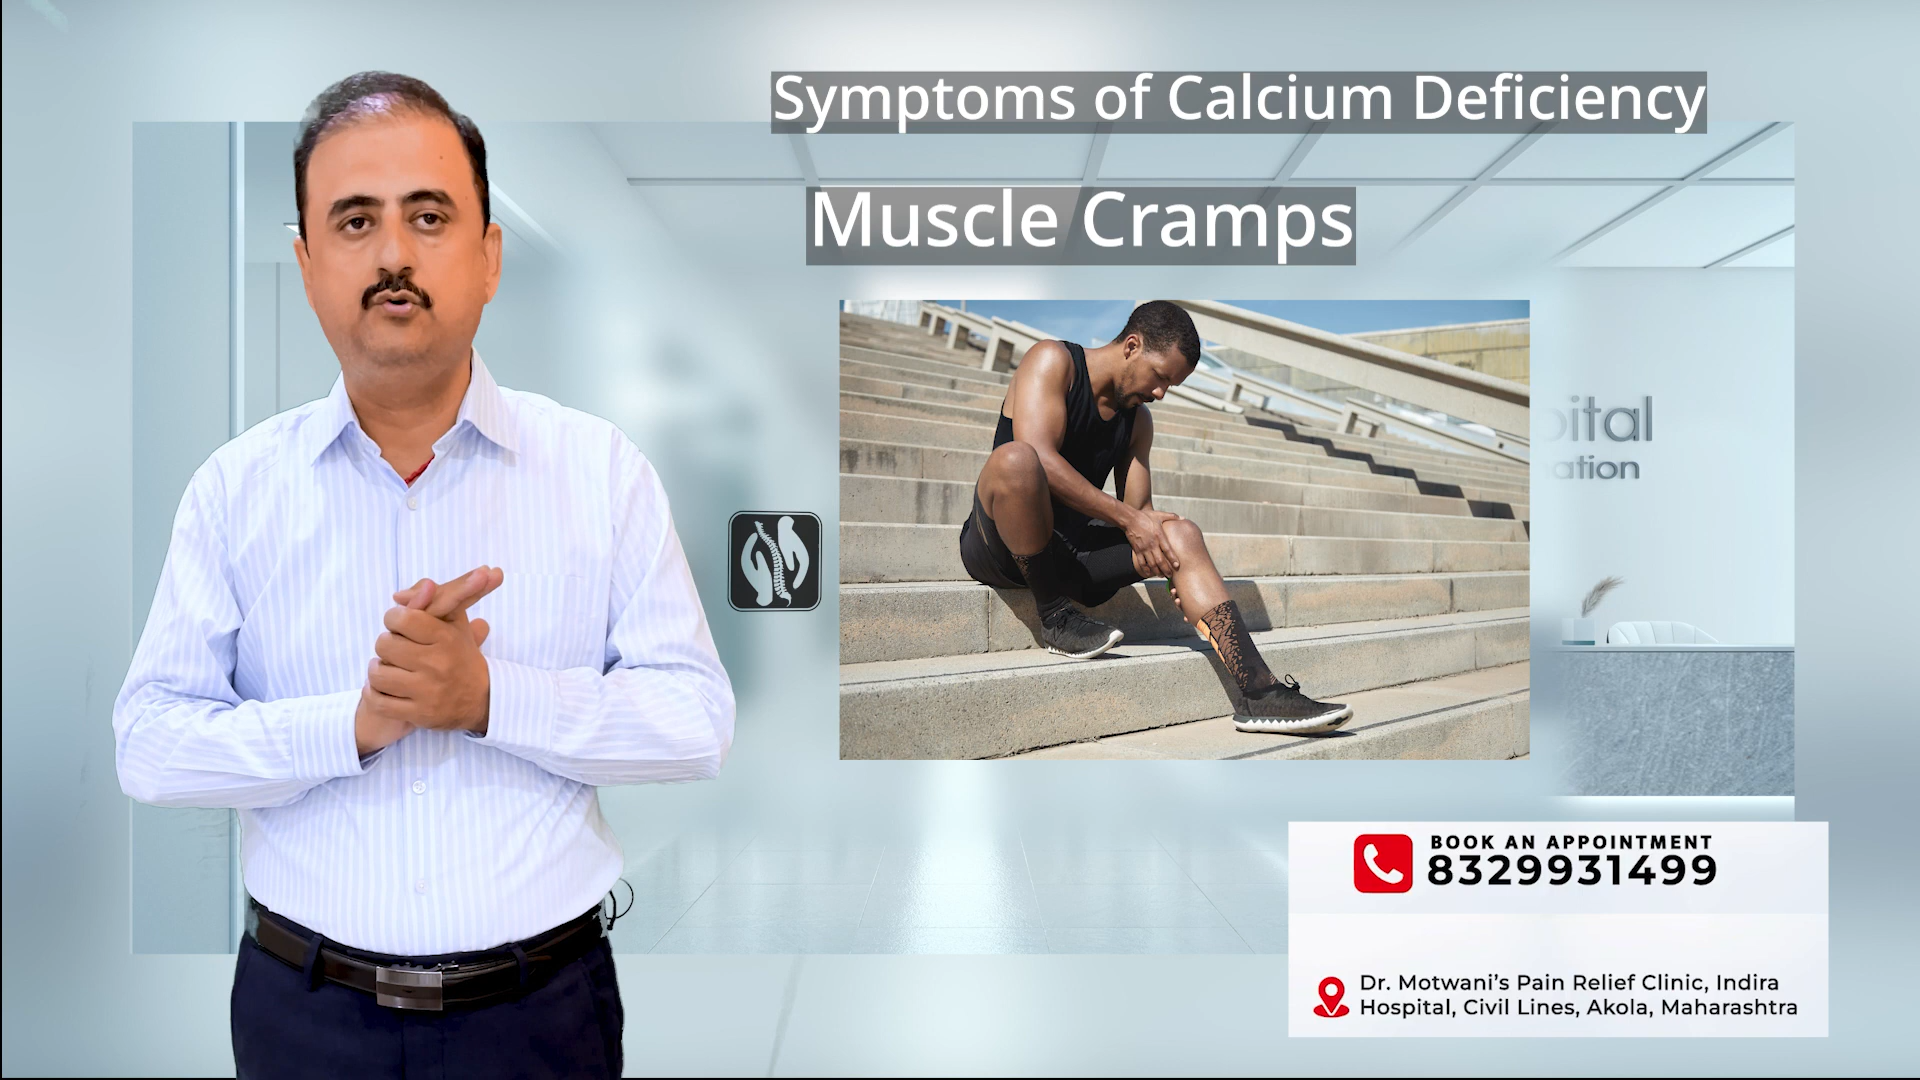 Symptoms of Calcium Deficiency
Muscle Cramps
BOOK AN APPOINTMENT
8329931499
Dr. Motwani's Pain Relief Clinic, Indira
Hospital, Civil Lines, Akola, Maharashtra